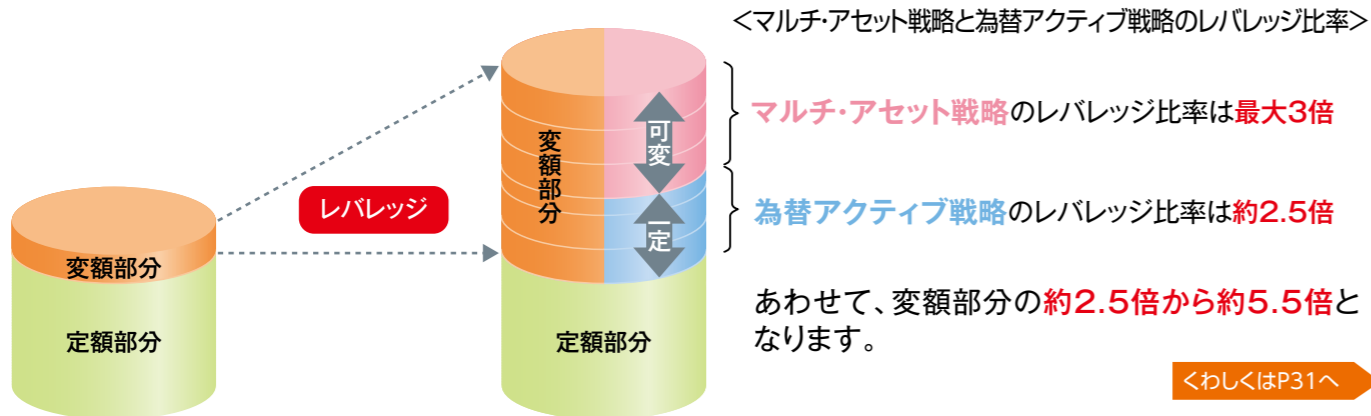 <マルチ・アセット戦略と為替アクティブ戦略のレバレッジ比率>
マルチ・アセット戦略のレバレッジ比率は最大3倍
為替アクティブ戦略のレバレッジ比率は約2.5倍
あわせて、変額部分の約2.5倍から約5.5倍と
なります。
くわしくはP31へ
レバレッジ
変額部分
定額部分
変額部分
可変
一定
定額部分